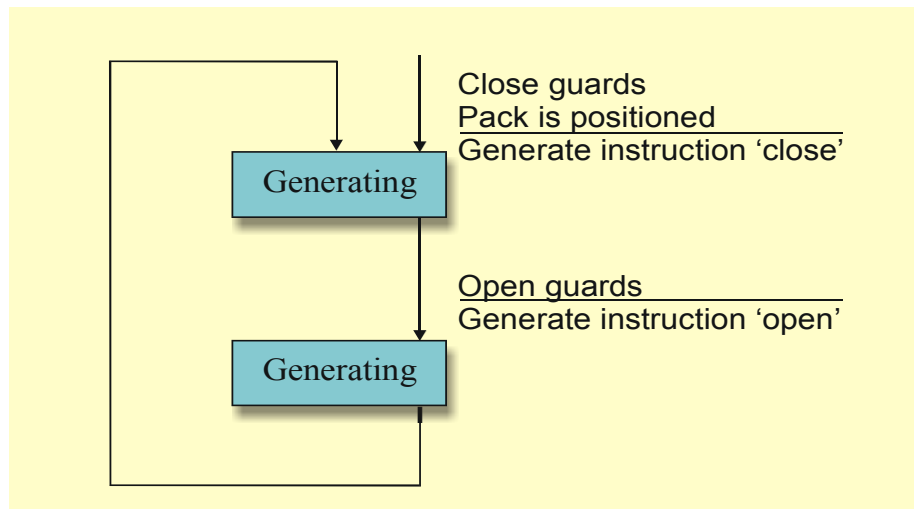 Close guards
Pack is positioned
Generate instruction ‘close’
Generating
Open guards
Generate instruction ‘open’
Generating